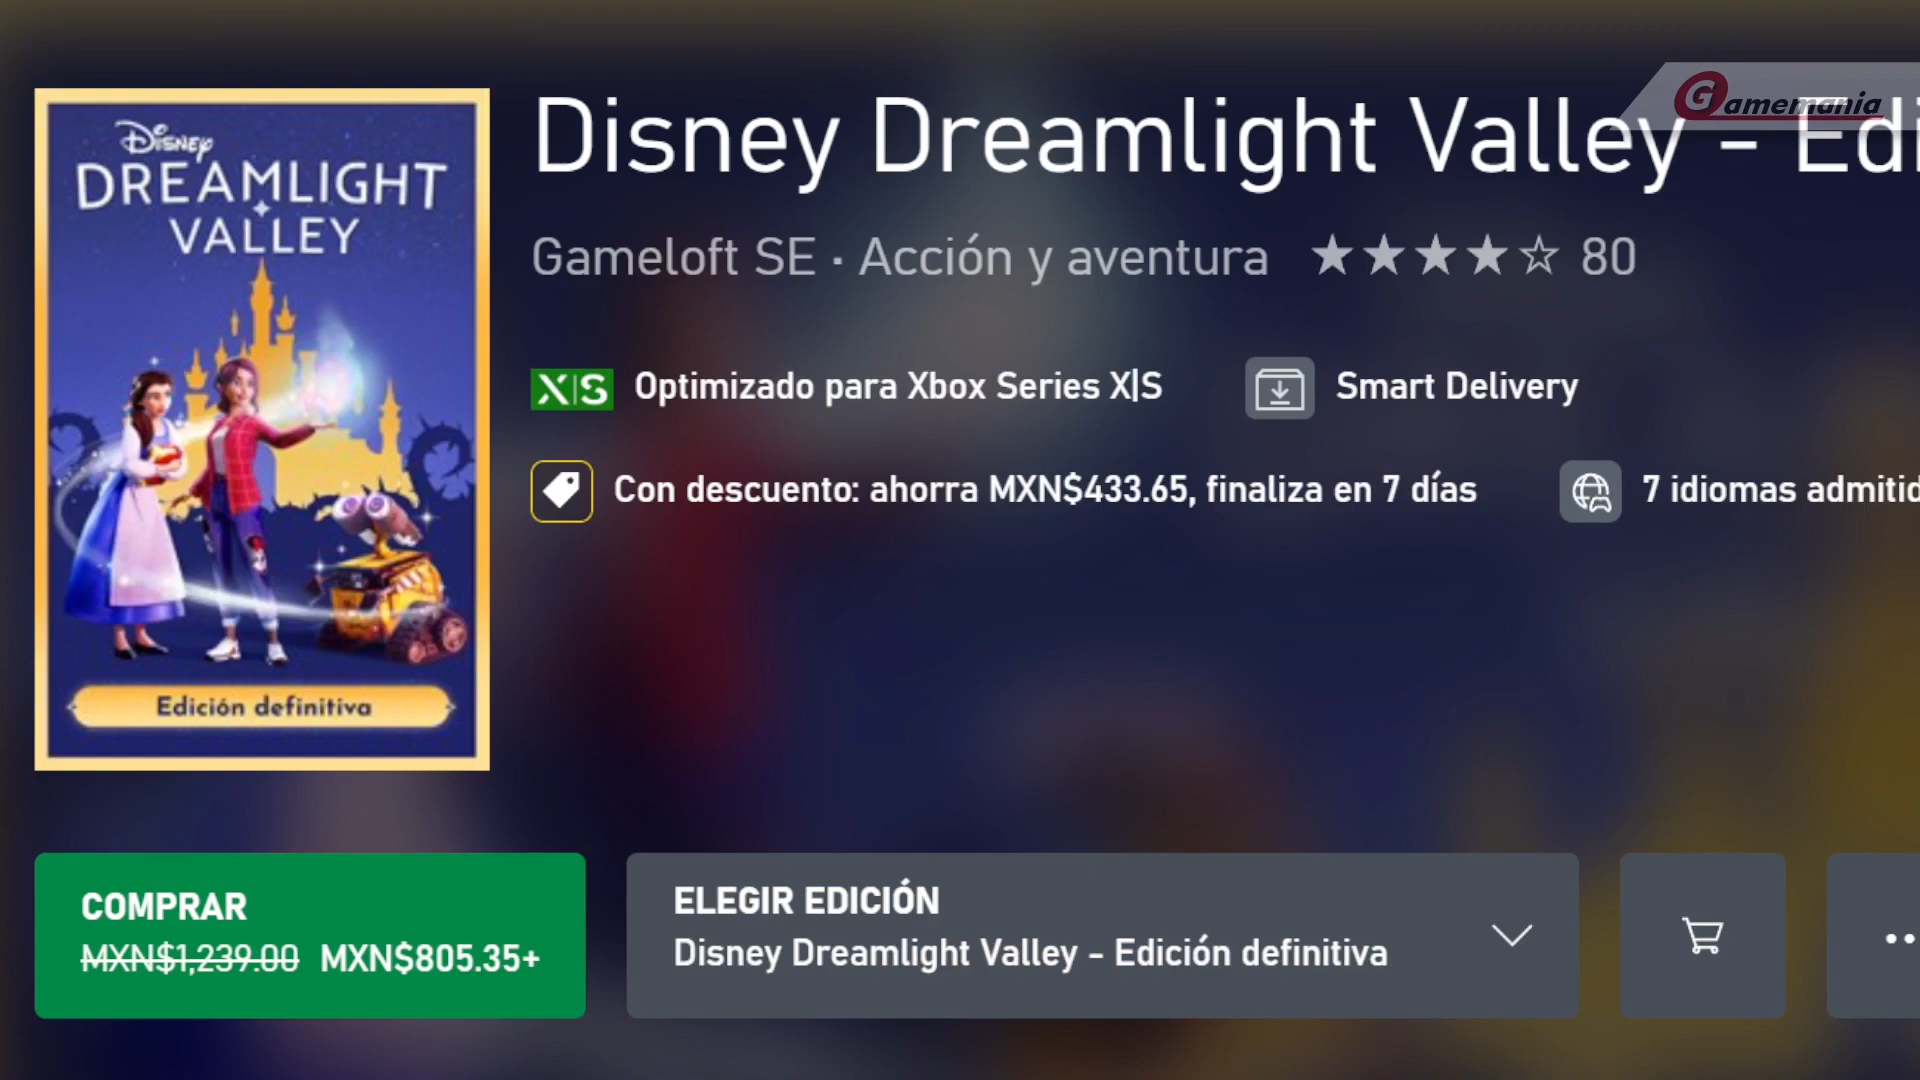 Gamemania
Disney
DREAMLIGHT
VALLEY
Edición definitiva
Disney Dreamlight Valley - Edi
Gameloft SE · Acción y aventura ★★★★☆ 80
X|S Optimizado para Xbox Series X|S
Smart Delivery
Con descuento: ahorra MXN$433.65, finaliza en 7 días
7 idiomas admitid
COMPRAR
MXN$1,239.00 MXN$805.35+
ELEGIR EDICIÓN
Disney Dreamlight Valley - Edición definitiva